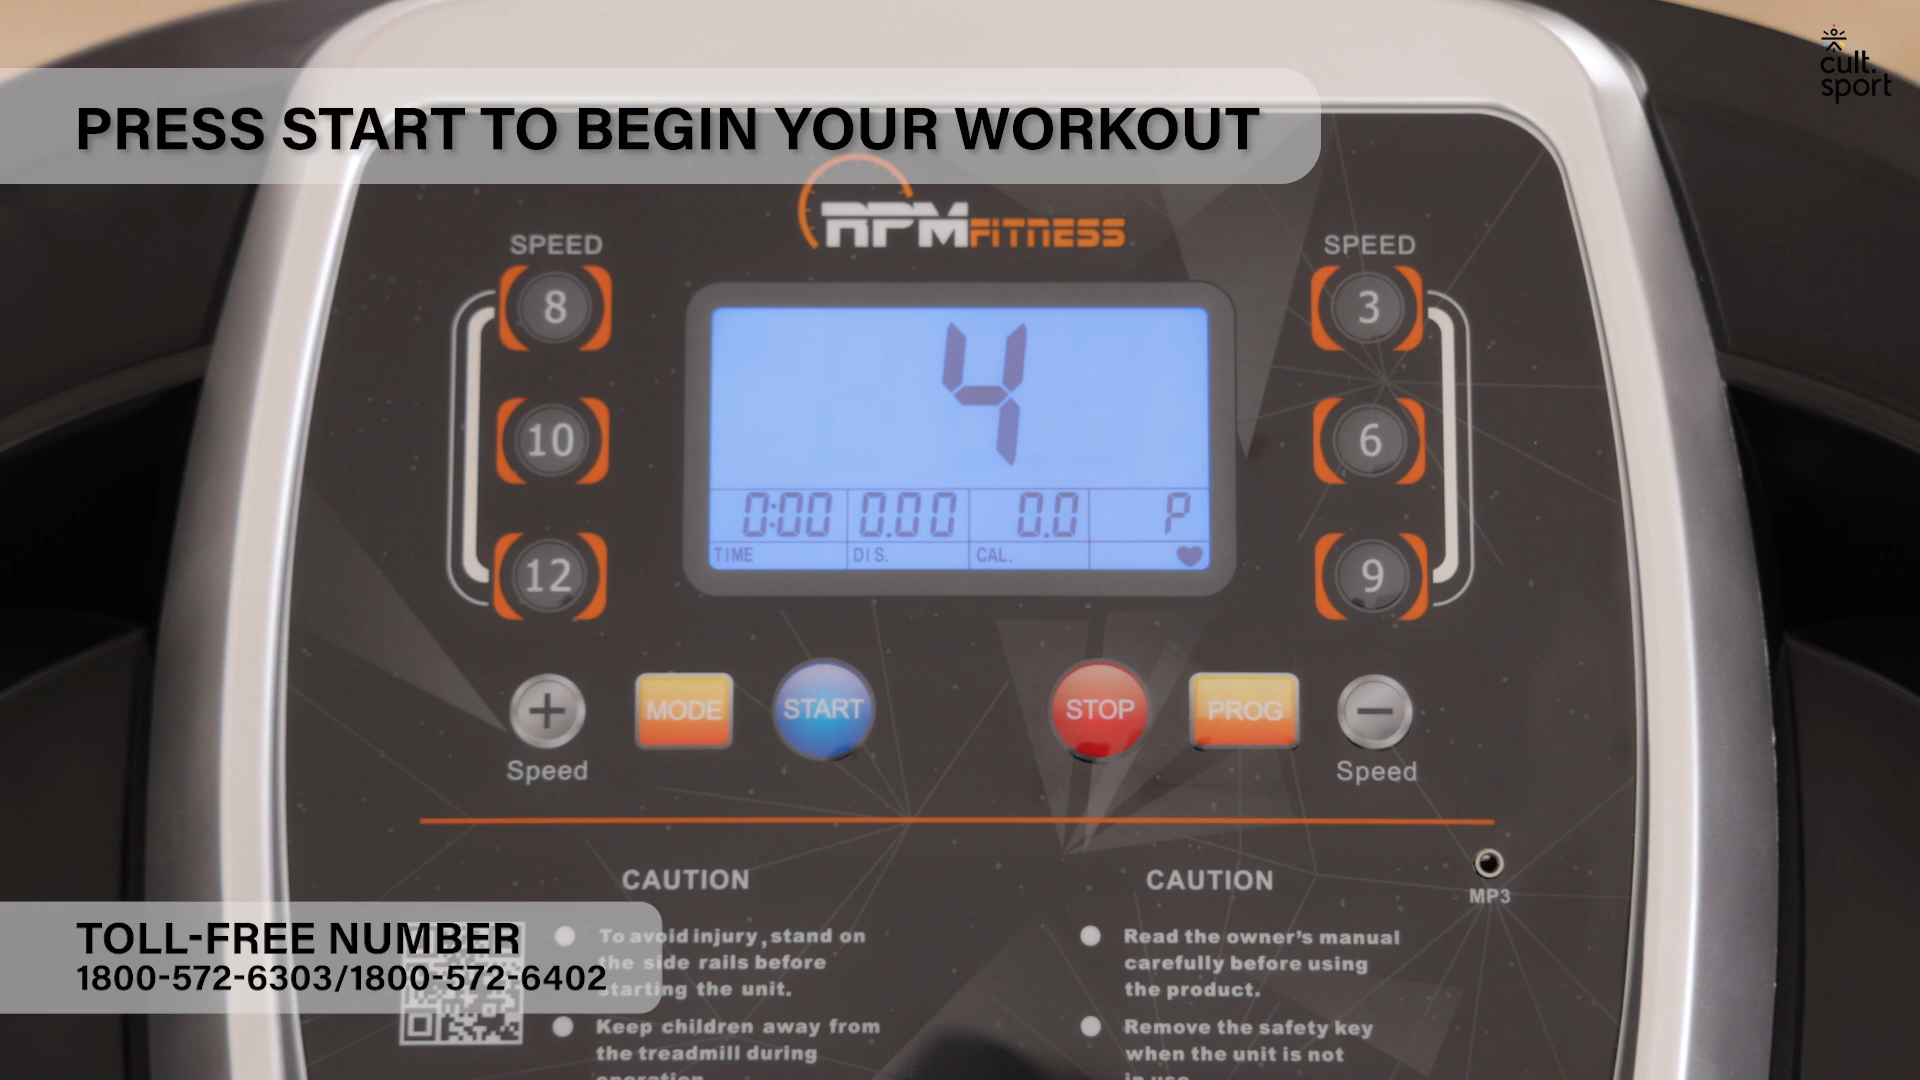 cult.
sport
PRESS START TO BEGIN YOUR WORKOUT
RPM FITNESS
SPEED
SPEED
8
3
4
10
6
0:00 0.00 0.0 P
TIME DIS. CAL.
12
9
+
MODE
START
STOP
PROG
−
Speed
Speed
CAUTION
CAUTION
MP3
TOLL-FREE NUMBER
1800-572-6303/1800-572-6402
To avoid injury, stand on
the side rails before
starting the unit.
Keep children away from
the treadmill during
operation.
Read the owner's manual
carefully before using
the product.
Remove the safety key
when the unit is not
in use.